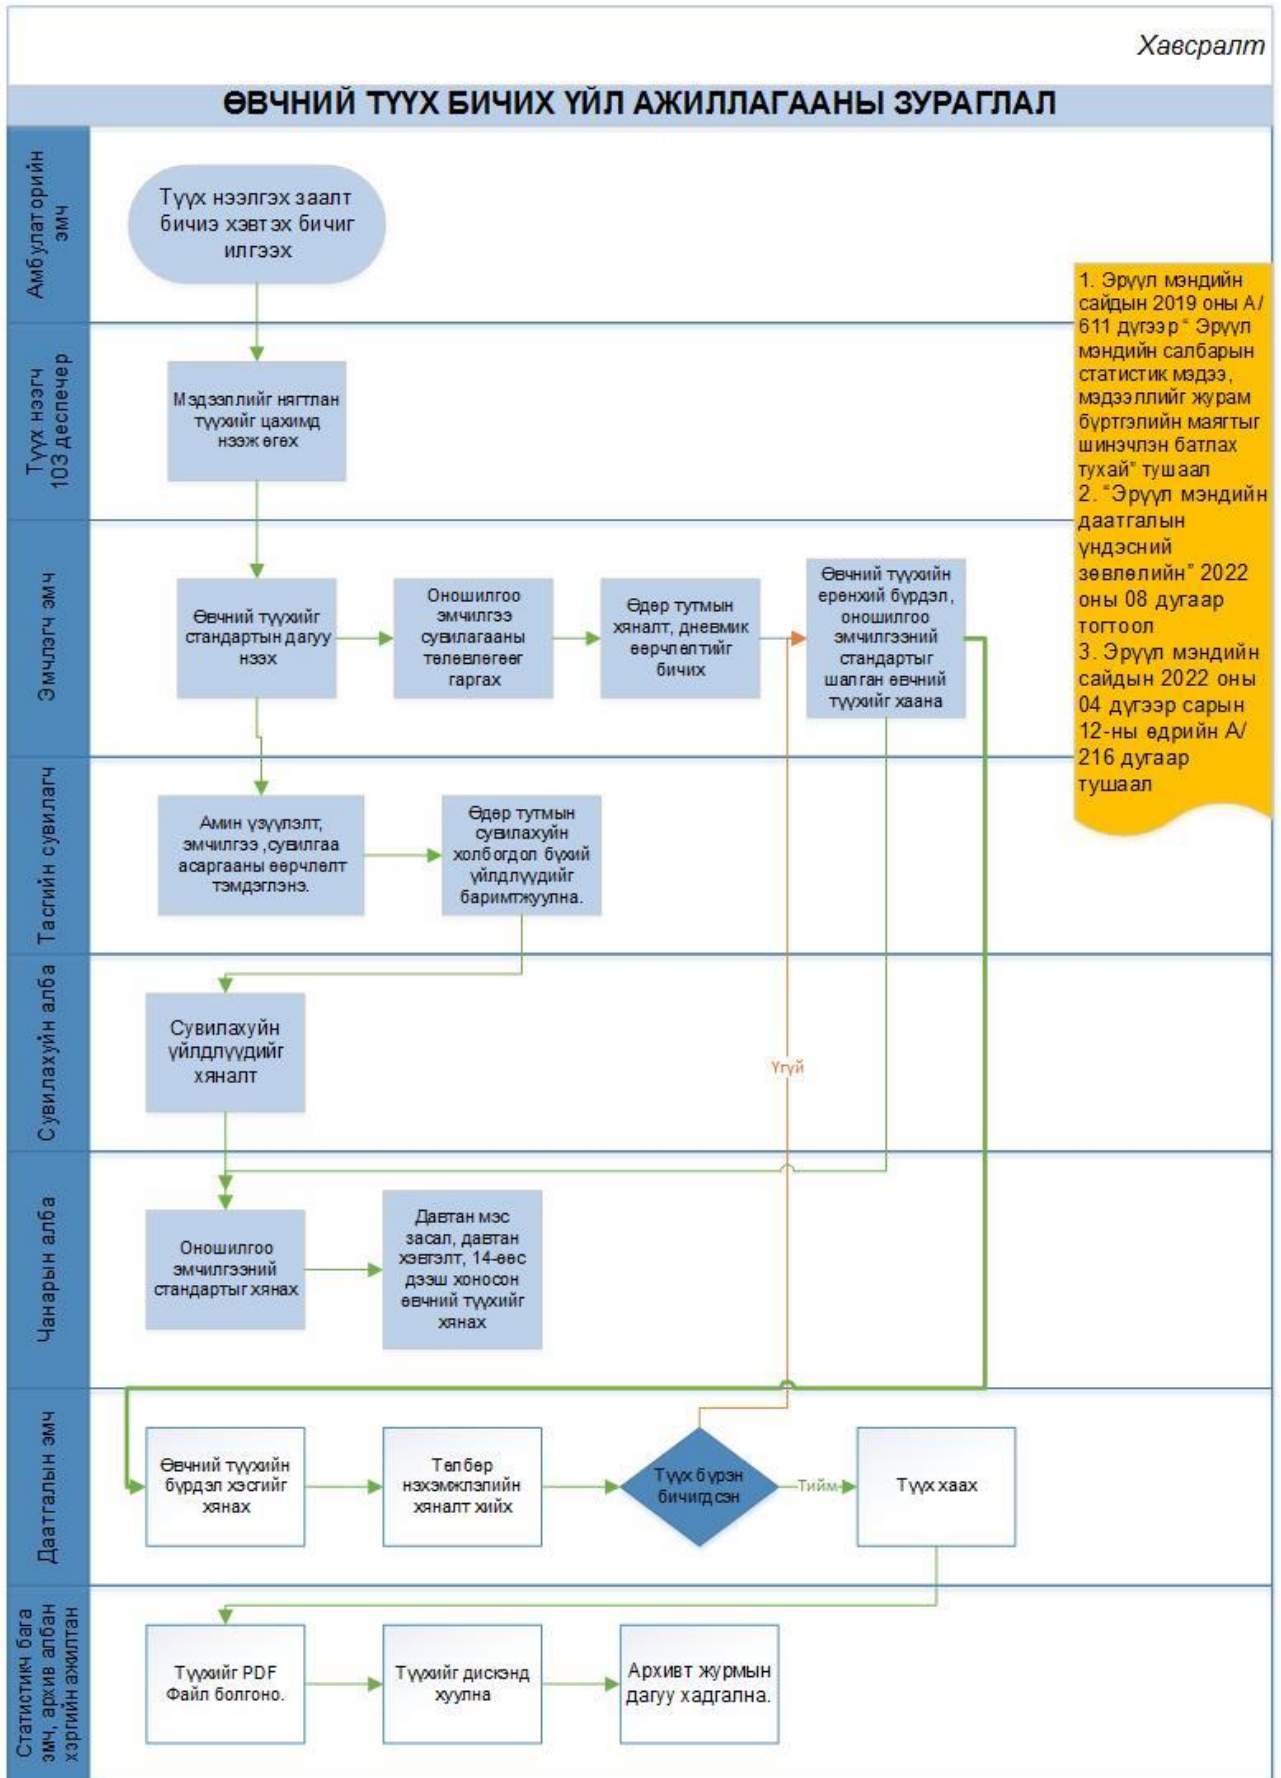 Хавсралт
ӨВЧНИЙ ТҮҮХ БИЧИХ ҮЙЛ АЖИЛЛАГААНЫ ЗУРАГЛАЛ
Амбулаторийн
эмч
Түүх нээлгэх заалт
бичиэ хэвтэх бичиг
илгээх
1. Эрүүл мэндийн
сайдын 2019 оны А/
611 дүгээр “ Эрүүл
мэндийн салбарын
статистик мэдээ,
мэдээллийг журам
бүртгэлийн маягтыг
шинэчлэн батлах
тухай” тушаал
2. “Эрүүл мэндийн
даатгалын
үндэсний
зөвлөлийн” 2022
оны 08 дугаар
тогтоол
3. Эрүүл мэндийн
сайдын 2022 оны
04 дүгээр сарын
12-ны өдрийн А/
216 дугаар
тушаал
Түүх нээгч
103 деспечер
Мэдээллийг нягтлан
түүхийг цахимд
нээж өгөх
Эмчлэгч эмч
Өвчний түүхийг
стандартын дагуу
нээх
Оношилгоо
эмчилгээ
сувилагааны
төлөвлөгөөг
гаргах
Өдөр тутмын
хяналт, дневмик
өөрчлөлтийг
бичих
Өвчний түүхийн
ерөнхий бүрдэл,
оношилгоо
эмчилгээний
стандартыг
шалган өвчний
түүхийг хаана
Тасгийн сувилагч
Амин үзүүлэлт,
эмчилгээ ,сувилгаа
асаргааны өөрчлөлт
тэмдэглэнэ.
Өдөр тутмын
сувилахуйн
холбогдол бүхий
үйлдлүүдийг
баримтжуулна.
Сувилахуйн алба
Сувилахуйн
үйлдлүүдийг
хяналт
Үгүй
Чанарын алба
Оношилгоо
эмчилгээний
стандартыг хянах
Давтан мэс
засал, давтан
хэвтэлт, 14-өөс
дээш хоносон
өвчний түүхийг
хянах
Даатгалын эмч
Өвчний түүхийн
бүрдэл хэсгийг
хянах
Төлбөр
нэхэмжлэлийн
хяналт хийх
Түүх бүрэн
бичигдсэн
Тийм
Түүх хаах
Статистикч бага
эмч, архив албан
хэргийн ажилтан
Түүхийг PDF
Файл болгоно.
Түүхийг дискэнд
хуулна
Архивт журмын
дагуу хадгална.